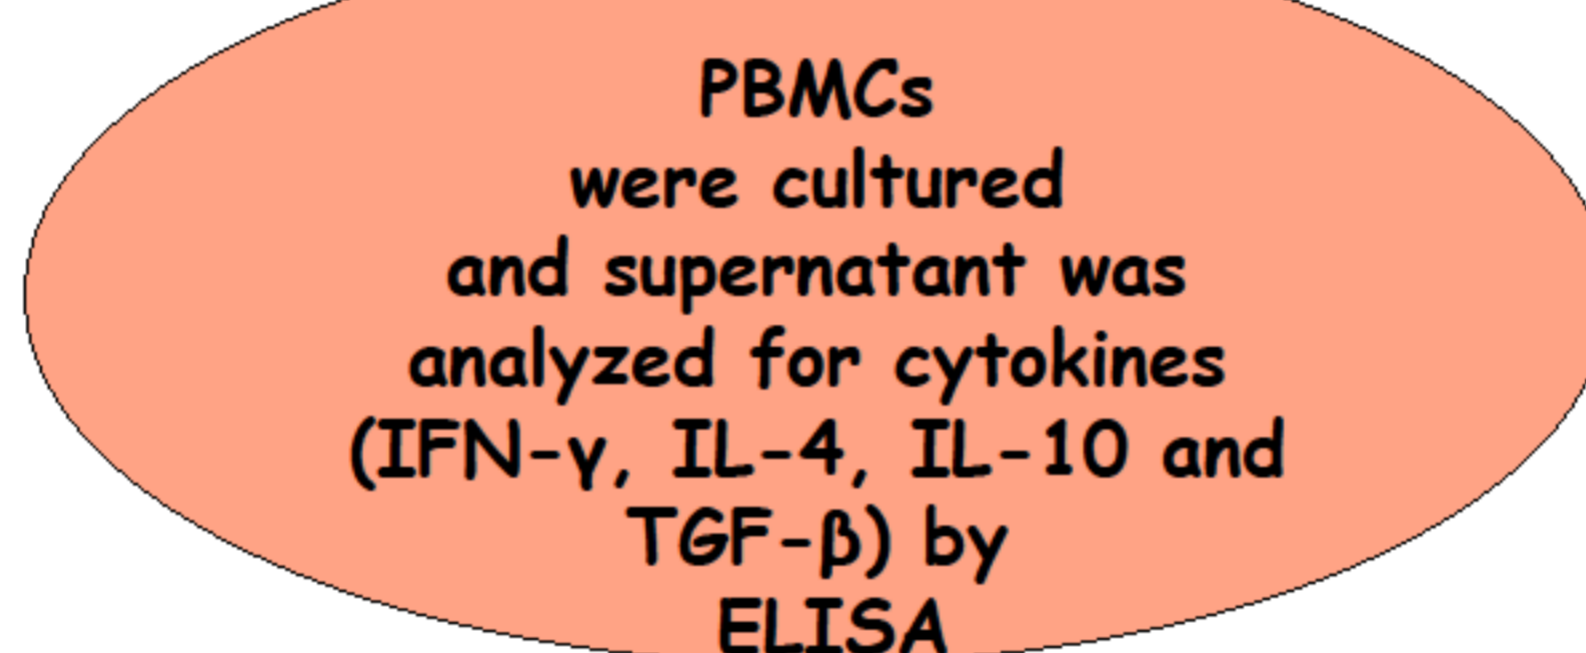 PBMCs
were cultured
and supernatant was
analyzed for cytokines
(IFN-γ, IL-4, IL-10 and
TGF-β) by
ELISA